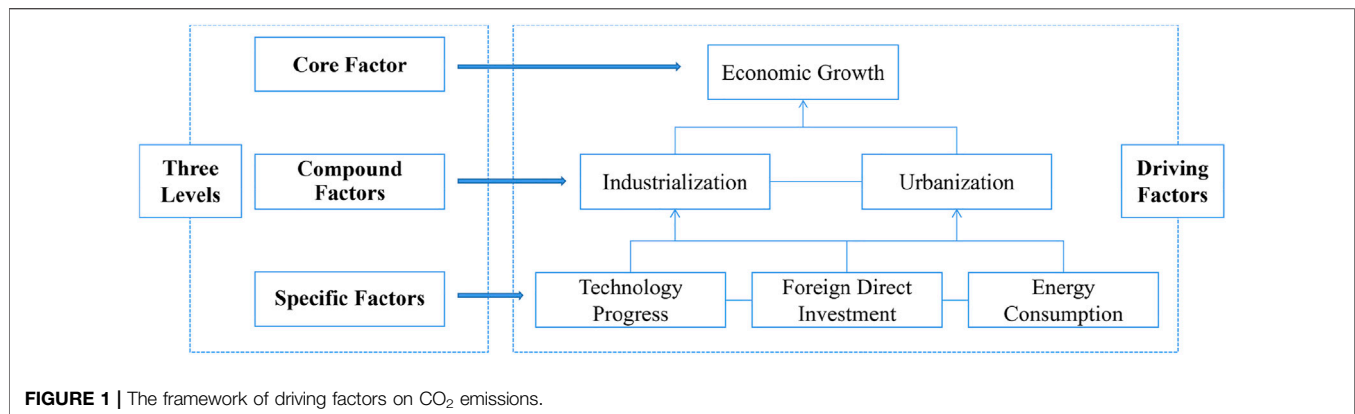 Core Factor
Economic Growth
Three
Levels
Compound
Factors
Industrialization
Urbanization
Driving
Factors
Specific Factors
Technology
Progress
Foreign Direct
Investment
Energy
Consumption
FIGURE 1 | The framework of driving factors on CO₂ emissions.